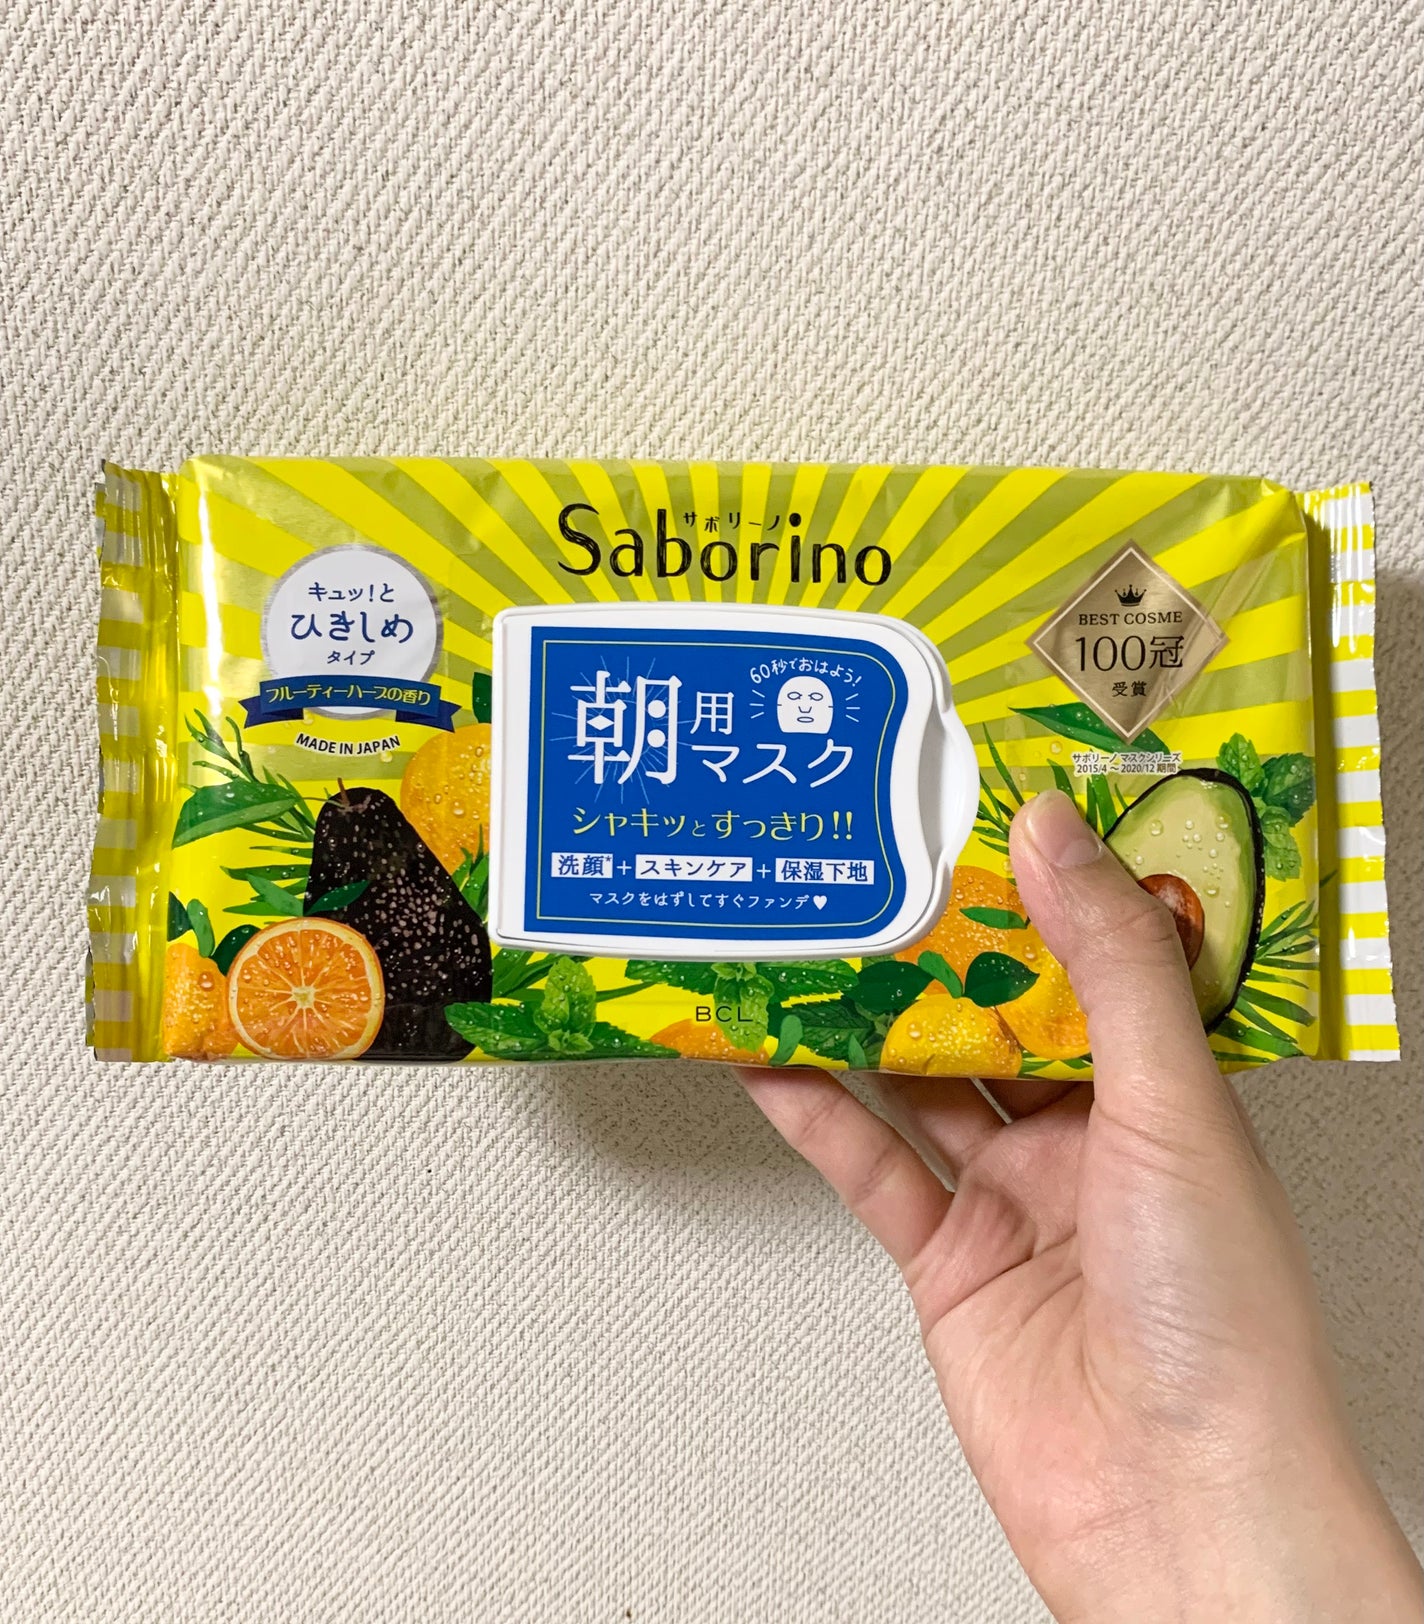 サボリーノ
Saborino
キュッ!と
ひきしめ
タイプ
フルーティーハーブの香り
MADE IN JAPAN
60秒でおはよう!
朝用マスク
シャキッとすっきり!!
洗顔*+スキンケア+保湿下地
マスクをはずしてすぐファンデ♥
BEST COSME
100冠
受賞
サボリーノ マスクシリーズ
2015/4~2020/12 期間
BCL